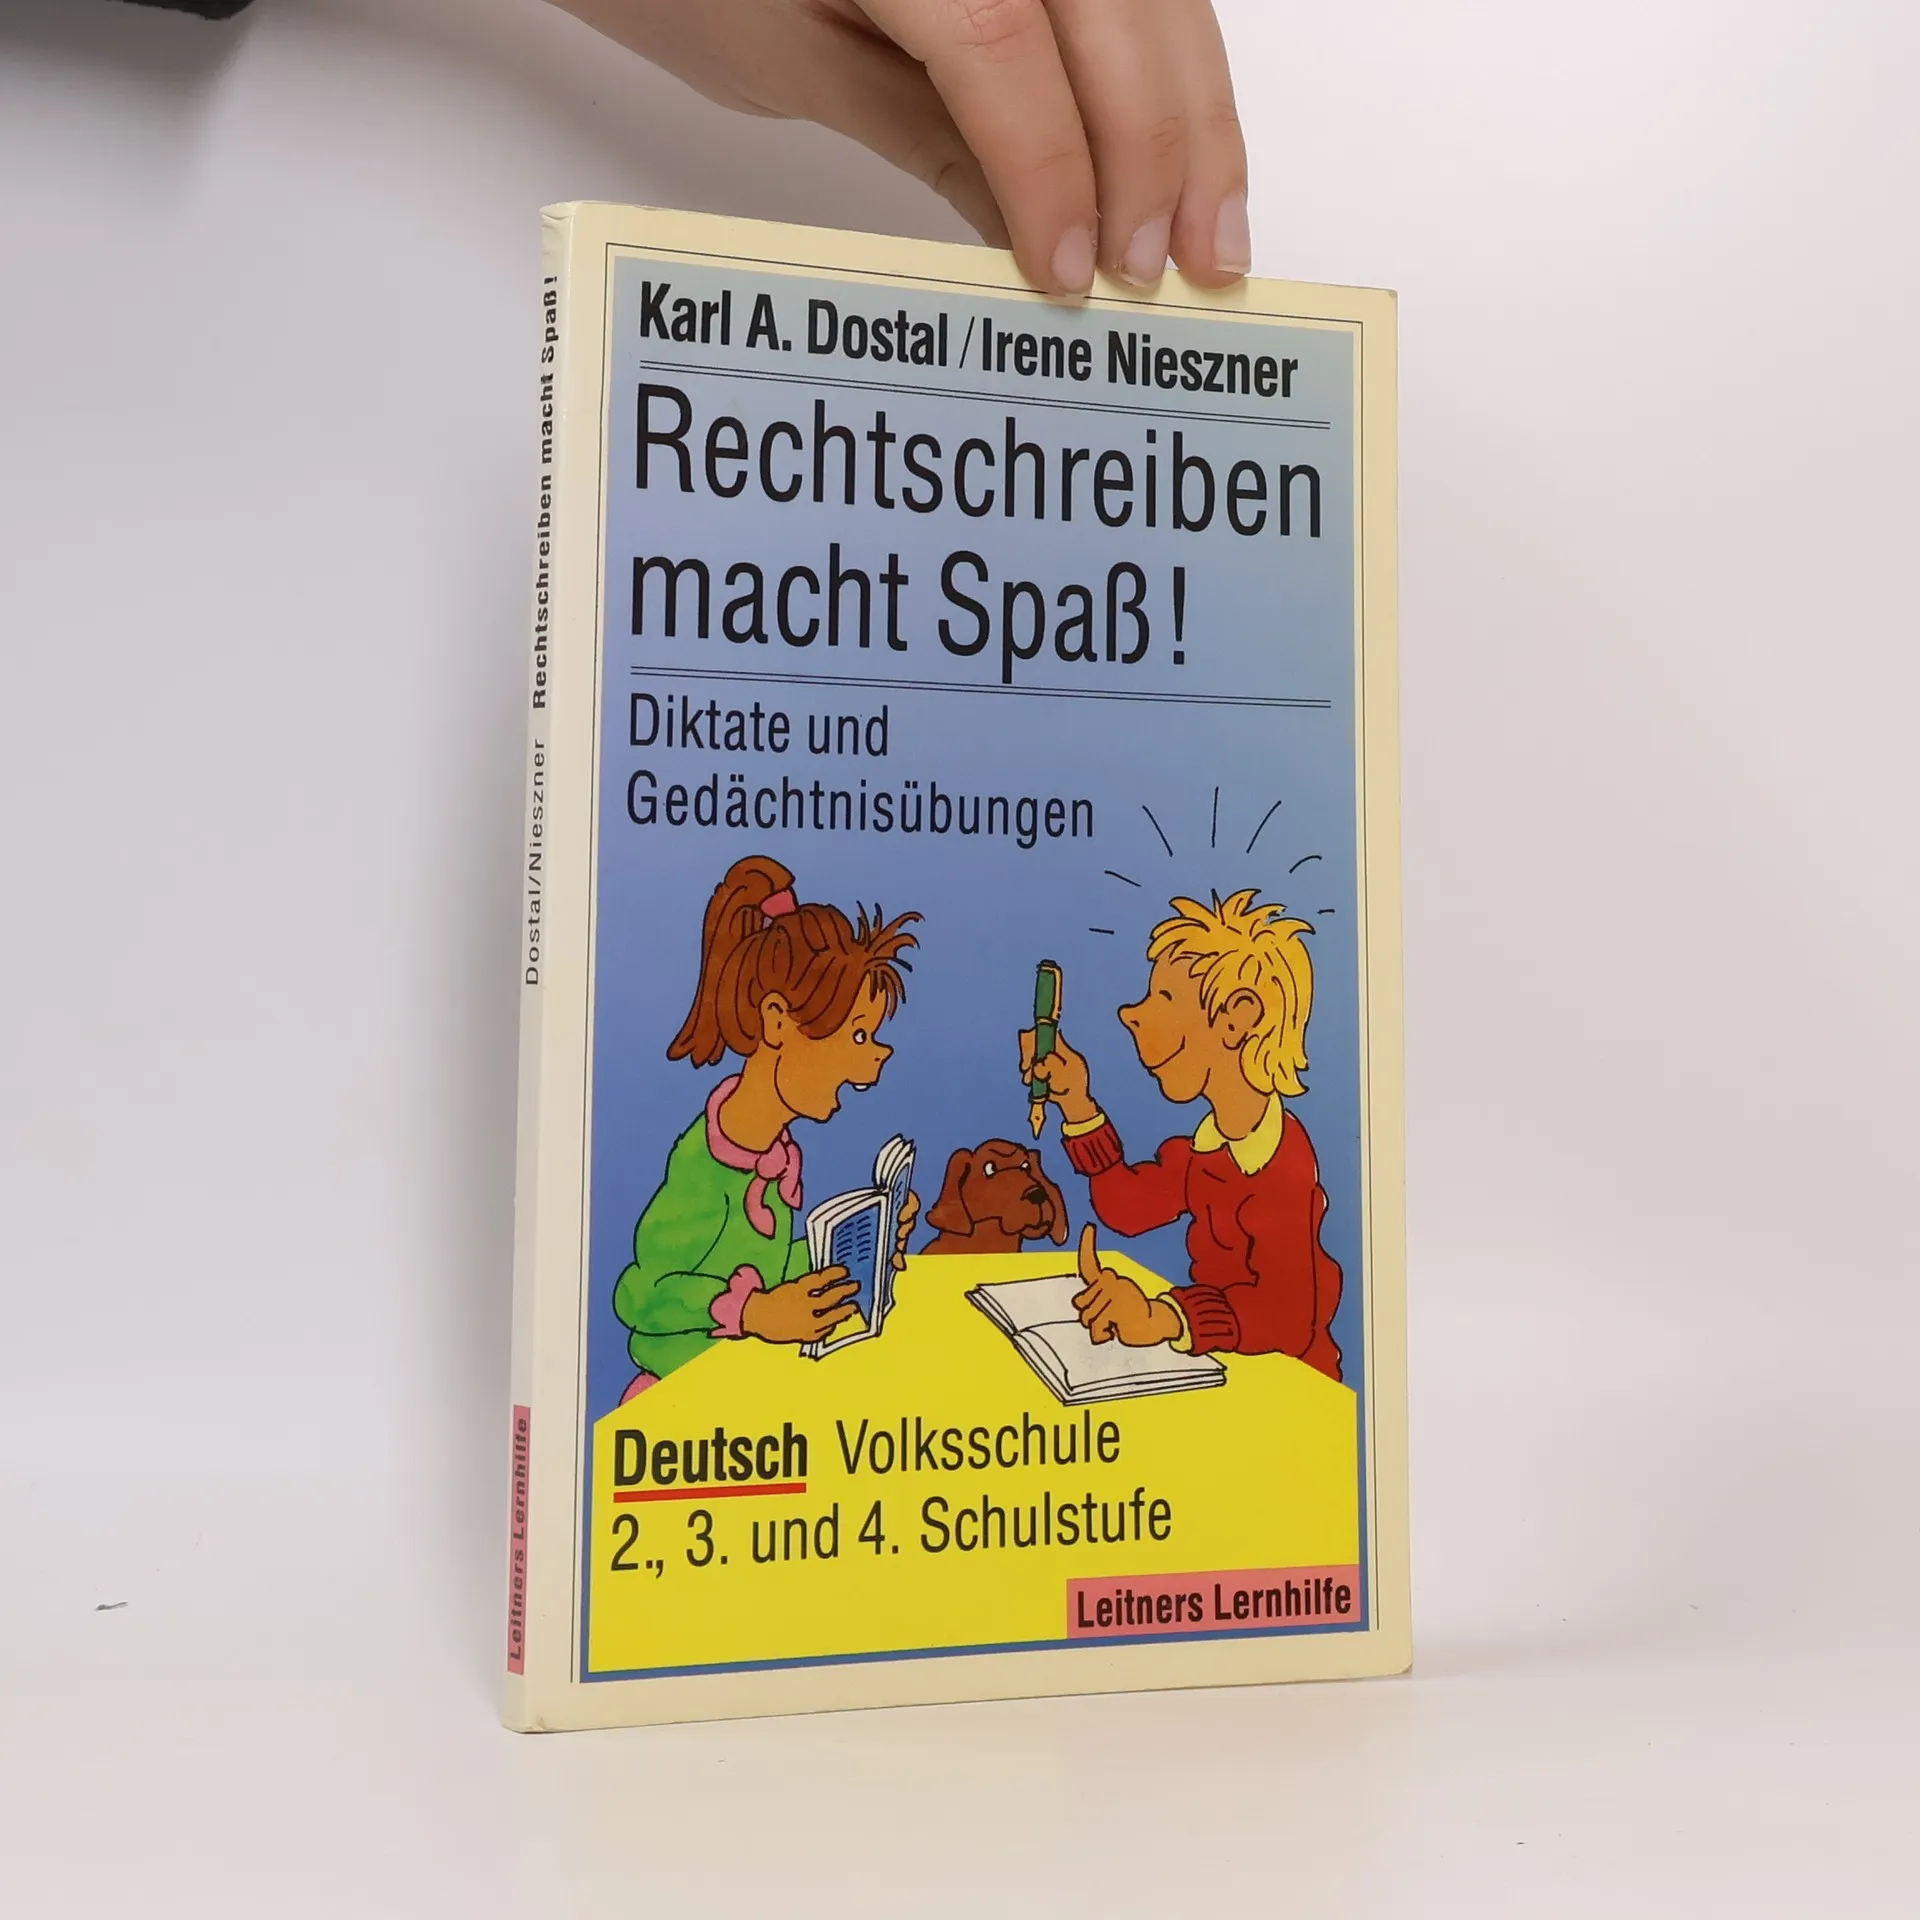 Karl A. Dostal / Irene Nieszner
Rechtschreiben
macht Spaß!
Diktate und
Gedächtnisübungen
Deutsch Volksschule
2., 3. und 4. Schulstufe
Leitners Lernhilfe
Dostal/Nieszner Rechtschreiben macht Spaß!
Leitners Lernhilfe